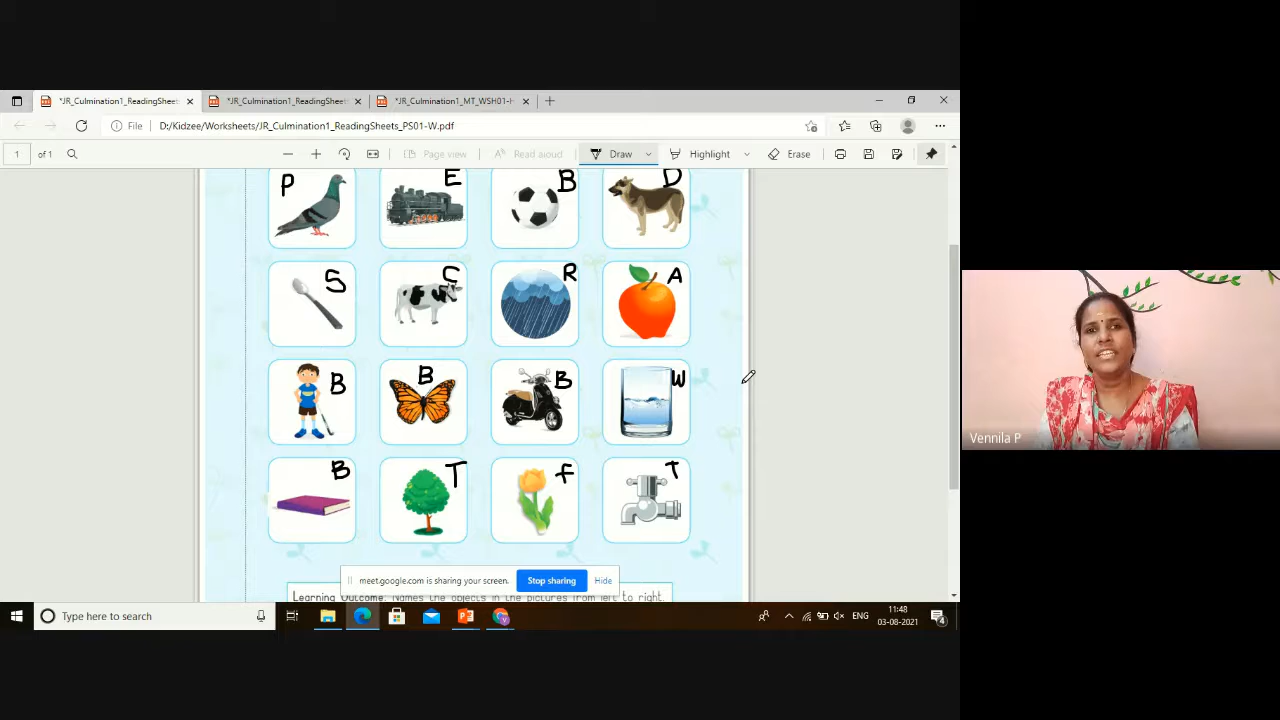 *JR_Culmination1_ReadingSheets
*JR_Culmination1_ReadingSheets
*JR_Culmination1_MT_WSH01-H
File D:/Kidzee/Worksheets/JR_Culmination1_ReadingSheets_PS01-W.pdf
1 of 1 Page view Read aloud Draw Highlight Erase
P E B D
S C R A
B B B W
B T f T
meet.google.com is sharing your screen. Stop sharing Hide
Learning Outcome: Names the objects in the pictures from left to right.
Vennila P
Type here to search
ENG
11:48
03-08-2021
4